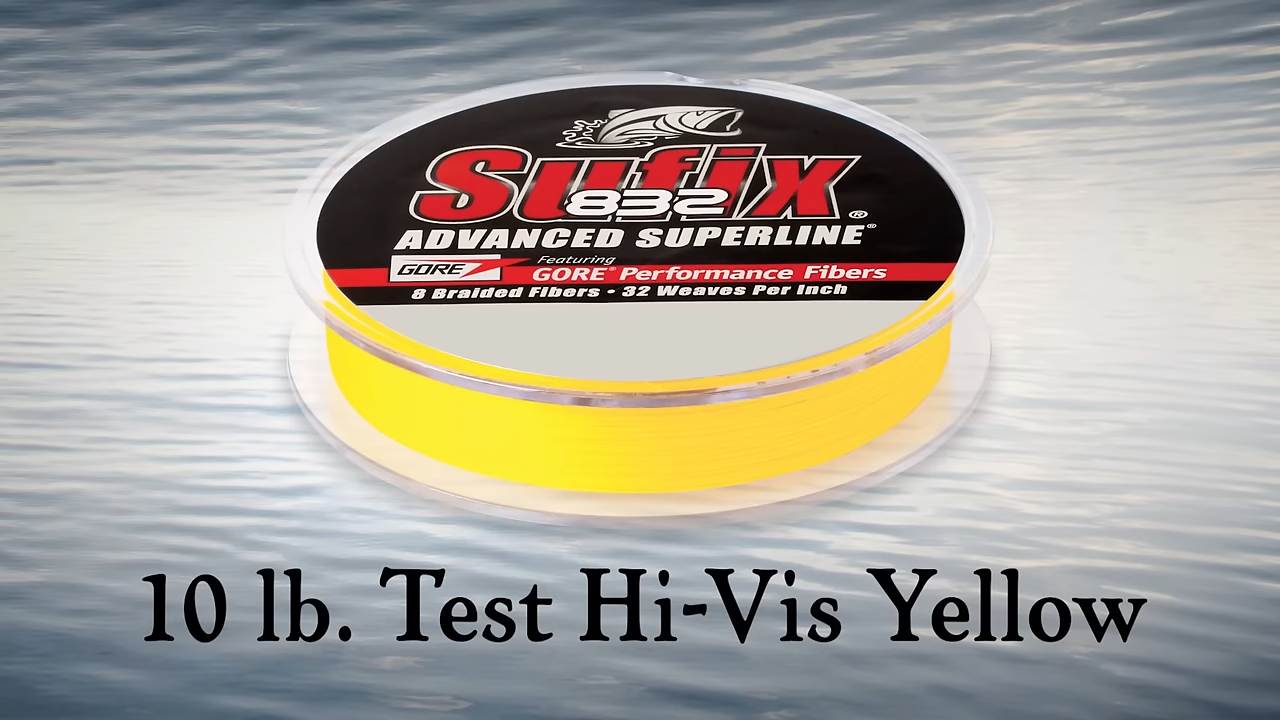 Sufix®
832
ADVANCED SUPERLINE®
GORE
Featuring
GORE® Performance Fibers
8 Braided Fibers • 32 Weaves Per Inch
10 lb. Test Hi-Vis Yellow